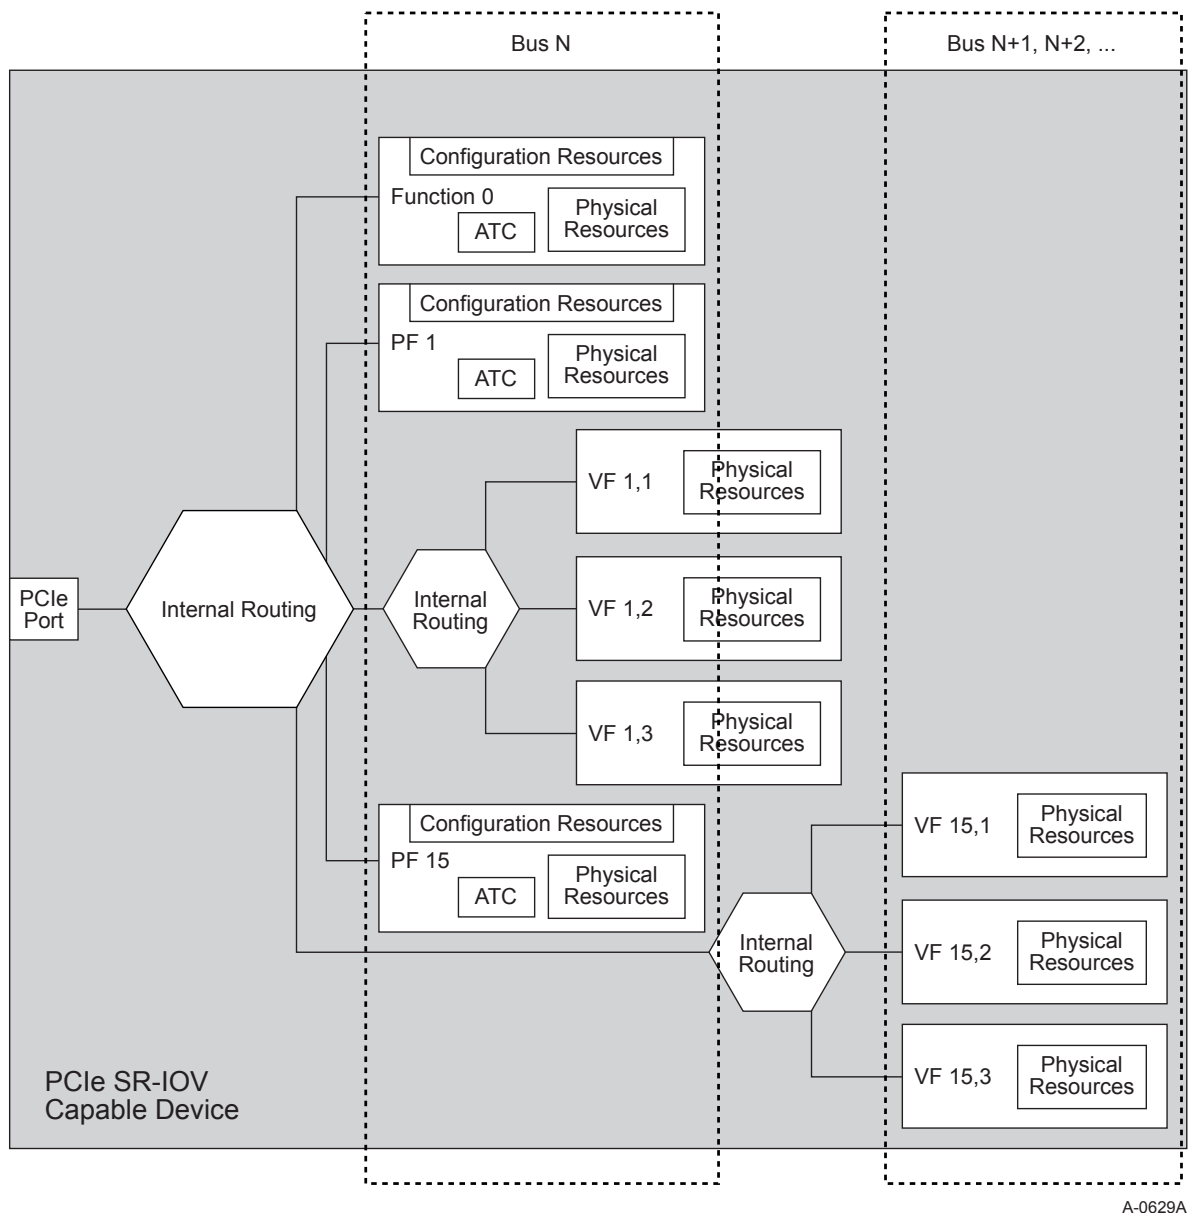 Bus N
Bus N+1, N+2, ...
Configuration Resources
Function 0
ATC
Physical
Resources
Configuration Resources
PF 1
ATC
Physical
Resources
VF 1,1
Physical
Resources
PCIe
Port
Internal Routing
Internal
Routing
VF 1,2
Physical
Resources
VF 1,3
Physical
Resources
Configuration Resources
PF 15
ATC
Physical
Resources
VF 15,1
Physical
Resources
Internal
Routing
VF 15,2
Physical
Resources
VF 15,3
Physical
Resources
PCIe SR-IOV
Capable Device
A-0629A